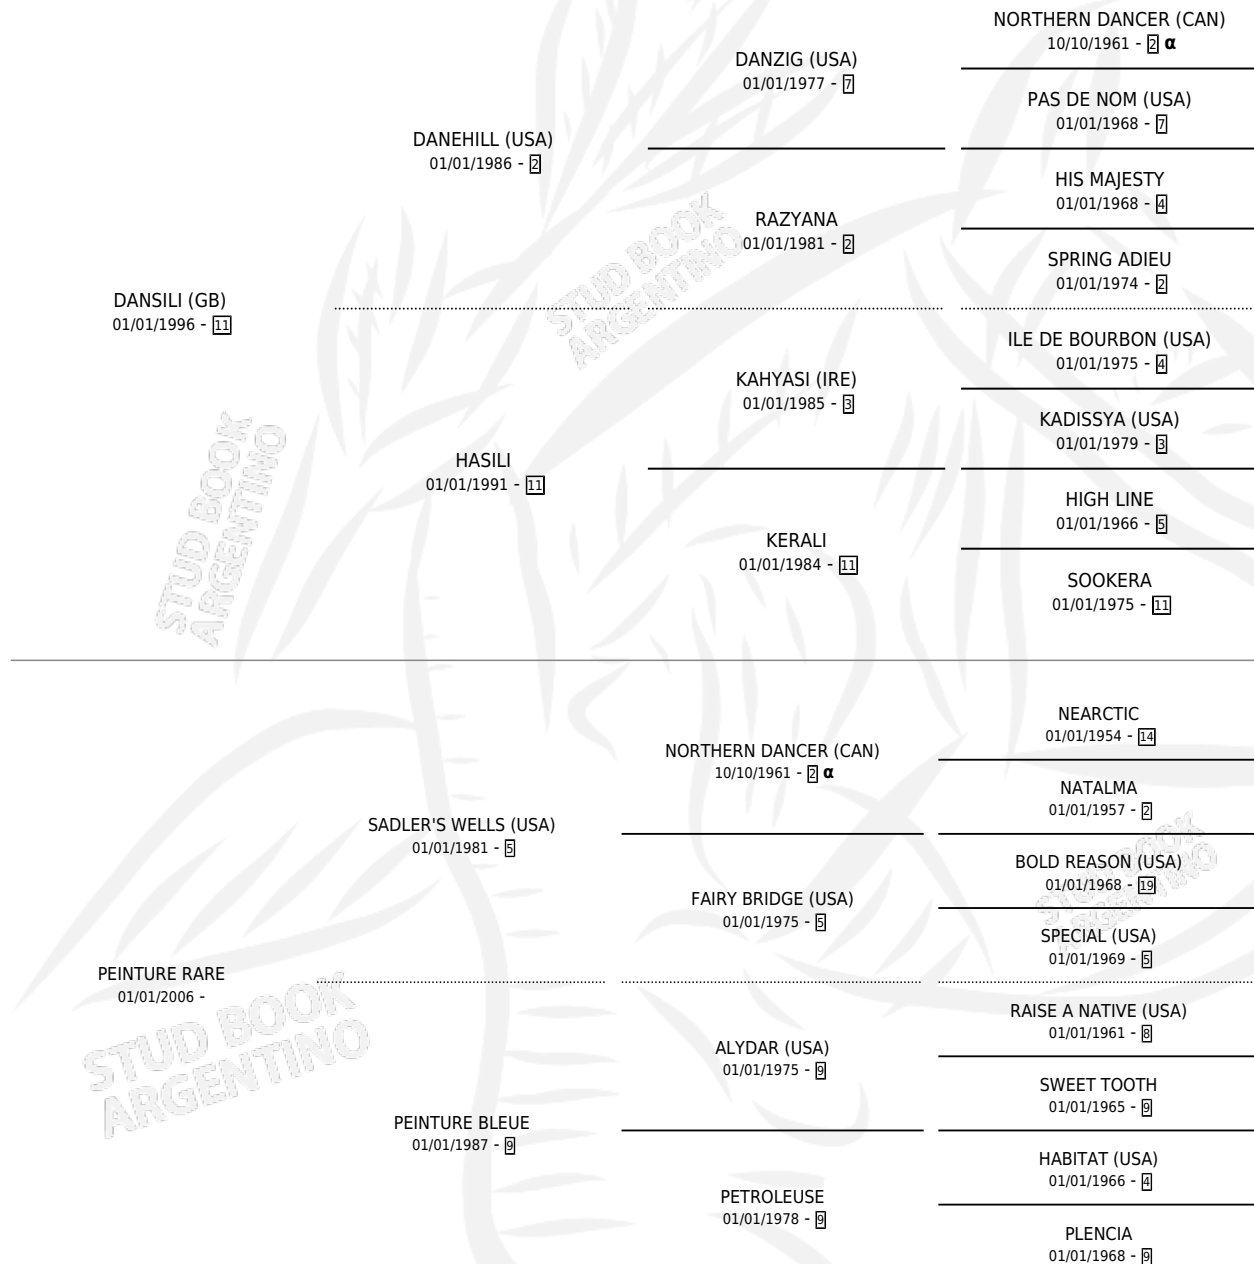 NORTHERN DANCER (CAN)
10/10/1961 - 2 α
DANZIG (USA)
01/01/1977 - 7
PAS DE NOM (USA)
01/01/1968 - 7
DANEHILL (USA)
01/01/1986 - 2
HIS MAJESTY
01/01/1968 - 4
RAZYANA
01/01/1981 - 2
SPRING ADIEU
01/01/1974 - 2
DANSILI (GB)
01/01/1996 - 11
ILE DE BOURBON (USA)
01/01/1975 - 4
KAHYASI (IRE)
01/01/1985 - 3
KADISSYA (USA)
01/01/1979 - 3
HASILI
01/01/1991 - 11
HIGH LINE
01/01/1966 - 5
KERALI
01/01/1984 - 11
SOOKERA
01/01/1975 - 11
NEARCTIC
01/01/1954 - 14
NORTHERN DANCER (CAN)
10/10/1961 - 2 α
NATALMA
01/01/1957 - 2
SADLER'S WELLS (USA)
01/01/1981 - 5
BOLD REASON (USA)
01/01/1968 - 19
FAIRY BRIDGE (USA)
01/01/1975 - 5
SPECIAL (USA)
01/01/1969 - 5
PEINTURE RARE
01/01/2006 -
RAISE A NATIVE (USA)
01/01/1961 - 8
ALYDAR (USA)
01/01/1975 - 9
SWEET TOOTH
01/01/1965 - 9
PEINTURE BLEUE
01/01/1987 - 9
HABITAT (USA)
01/01/1966 - 4
PETROLEUSE
01/01/1978 - 9
PLENCIA
01/01/1968 - 9
STUD BOOK
ARGENTINO
STUD BOOK
ARGENTINO
STUD BOOK
ARGENTINO
STUD BOOK
ARGENTINO